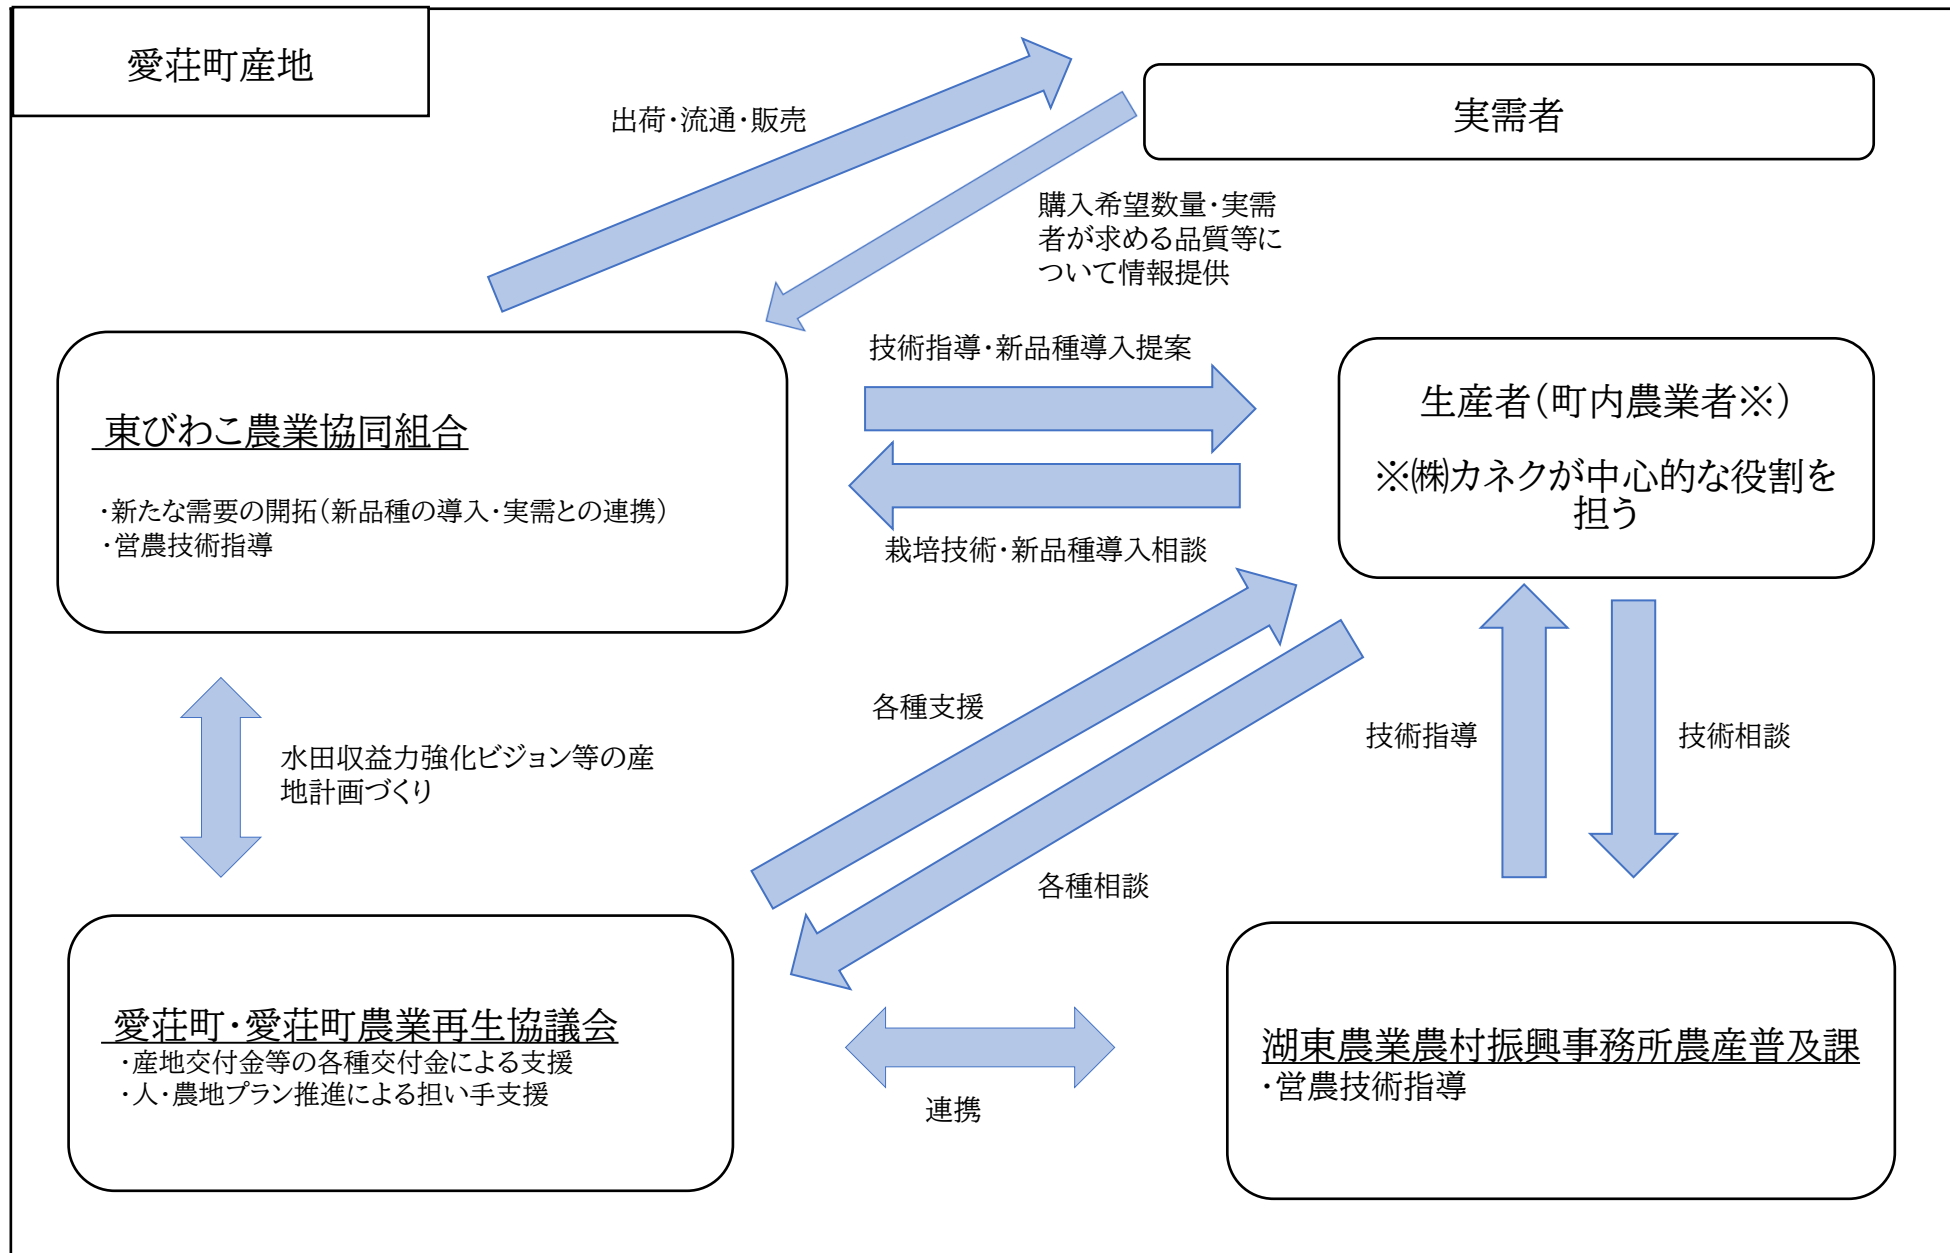 愛荘町産地
実需者
出荷・流通・販売
購入希望数量・実需
者が求める品質等に
ついて情報提供
技術指導・新品種導入提案
東びわこ農業協同組合
・新たな需要の開拓（新品種の導入・実需との連携）
・営農技術指導
生産者（町内農業者※）
※㈱カネクが中心的な役割を
担う
栽培技術・新品種導入相談
各種支援
技術指導
技術相談
水田収益力強化ビジョン等の産
地計画づくり
各種相談
愛荘町・愛荘町農業再生協議会
・産地交付金等の各種交付金による支援
・人・農地プラン推進による担い手支援
湖東農業農村振興事務所農産普及課
・営農技術指導
連携